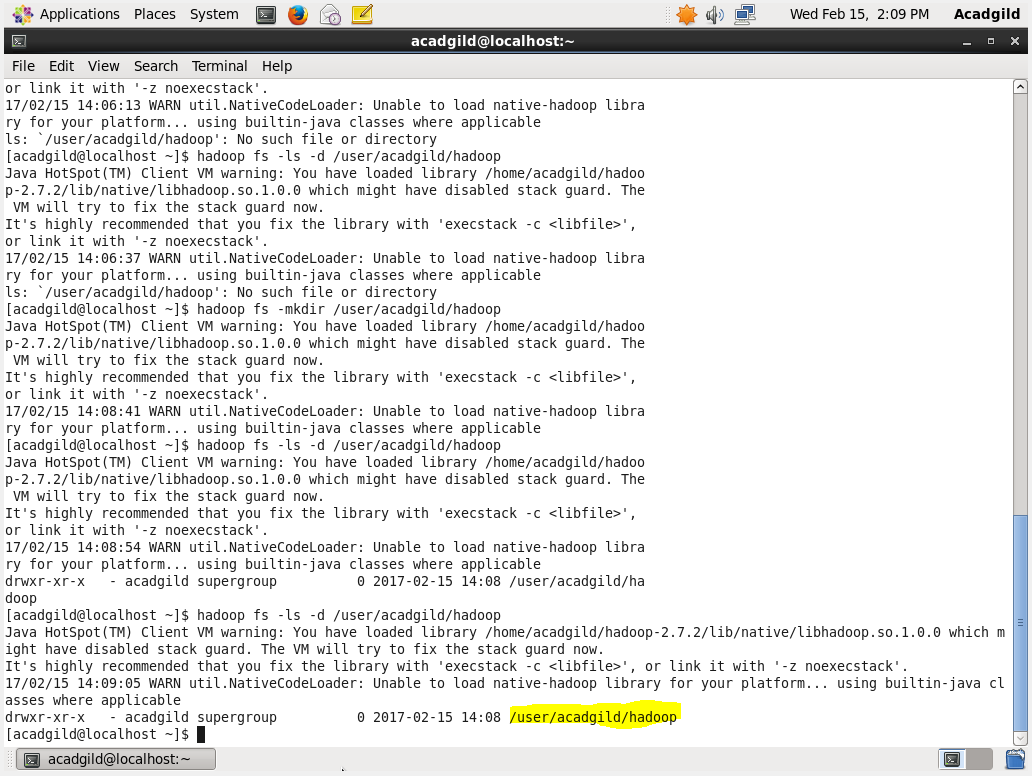 Applications Places System Wed Feb 15, 2:09 PM Acadgild
acadgild@localhost:~
File Edit View Search Terminal Help
or link it with '-z noexecstack'.
17/02/15 14:06:13 WARN util.NativeCodeLoader: Unable to load native-hadoop libra
ry for your platform... using builtin-java classes where applicable
ls: `/user/acadgild/hadoop': No such file or directory
[acadgild@localhost ~]$ hadoop fs -ls -d /user/acadgild/hadoop
Java HotSpot(TM) Client VM warning: You have loaded library /home/acadgild/hadoo
p-2.7.2/lib/native/libhadoop.so.1.0.0 which might have disabled stack guard. The
 VM will try to fix the stack guard now.
It's highly recommended that you fix the library with 'execstack -c <libfile>',
or link it with '-z noexecstack'.
17/02/15 14:06:37 WARN util.NativeCodeLoader: Unable to load native-hadoop libra
ry for your platform... using builtin-java classes where applicable
ls: `/user/acadgild/hadoop': No such file or directory
[acadgild@localhost ~]$ hadoop fs -mkdir /user/acadgild/hadoop
Java HotSpot(TM) Client VM warning: You have loaded library /home/acadgild/hadoo
p-2.7.2/lib/native/libhadoop.so.1.0.0 which might have disabled stack guard. The
 VM will try to fix the stack guard now.
It's highly recommended that you fix the library with 'execstack -c <libfile>',
or link it with '-z noexecstack'.
17/02/15 14:08:41 WARN util.NativeCodeLoader: Unable to load native-hadoop libra
ry for your platform... using builtin-java classes where applicable
[acadgild@localhost ~]$ hadoop fs -ls -d /user/acadgild/hadoop
Java HotSpot(TM) Client VM warning: You have loaded library /home/acadgild/hadoo
p-2.7.2/lib/native/libhadoop.so.1.0.0 which might have disabled stack guard. The
 VM will try to fix the stack guard now.
It's highly recommended that you fix the library with 'execstack -c <libfile>',
or link it with '-z noexecstack'.
17/02/15 14:08:54 WARN util.NativeCodeLoader: Unable to load native-hadoop libra
ry for your platform... using builtin-java classes where applicable
drwxr-xr-x   - acadgild supergroup          0 2017-02-15 14:08 /user/acadgild/ha
doop
[acadgild@localhost ~]$ hadoop fs -ls -d /user/acadgild/hadoop
Java HotSpot(TM) Client VM warning: You have loaded library /home/acadgild/hadoop-2.7.2/lib/native/libhadoop.so.1.0.0 which m
ight have disabled stack guard. The VM will try to fix the stack guard now.
It's highly recommended that you fix the library with 'execstack -c <libfile>', or link it with '-z noexecstack'.
17/02/15 14:09:05 WARN util.NativeCodeLoader: Unable to load native-hadoop library for your platform... using builtin-java cl
asses where applicable
drwxr-xr-x   - acadgild supergroup          0 2017-02-15 14:08 /user/acadgild/hadoop
[acadgild@localhost ~]$
acadgild@localhost:~